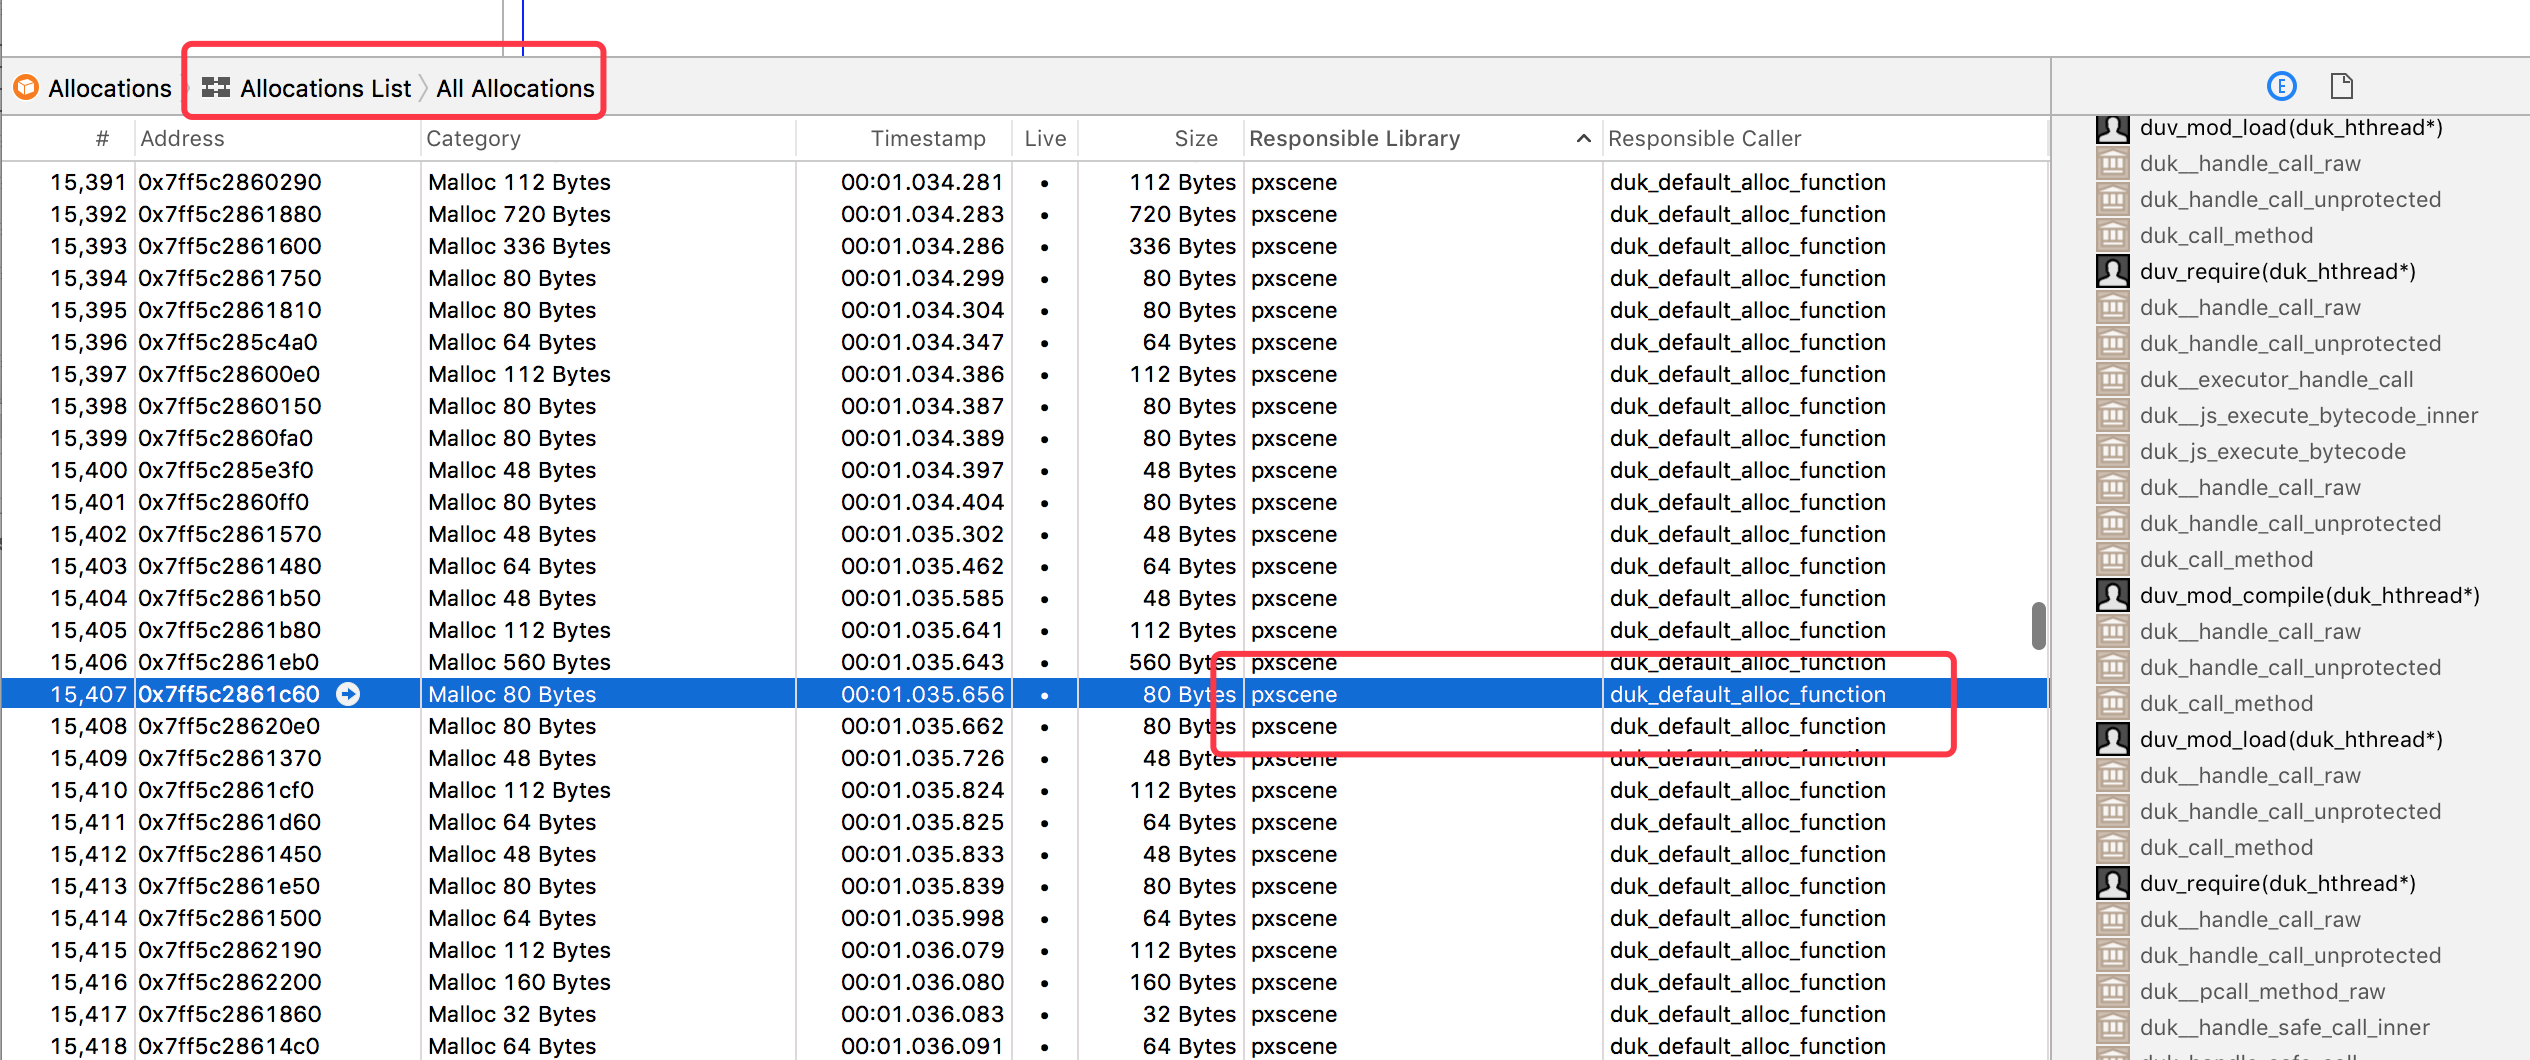 Allocations Allocations List All Allocations
E
# Address Category Timestamp Live Size Responsible Library Responsible Caller
15,391 0x7ff5c2860290 Malloc 112 Bytes 00:01.034.281 • 112 Bytes pxscene duk_default_alloc_function
15,392 0x7ff5c2861880 Malloc 720 Bytes 00:01.034.283 • 720 Bytes pxscene duk_default_alloc_function
15,393 0x7ff5c2861600 Malloc 336 Bytes 00:01.034.286 • 336 Bytes pxscene duk_default_alloc_function
15,394 0x7ff5c2861750 Malloc 80 Bytes 00:01.034.299 • 80 Bytes pxscene duk_default_alloc_function
15,395 0x7ff5c2861810 Malloc 80 Bytes 00:01.034.304 • 80 Bytes pxscene duk_default_alloc_function
15,396 0x7ff5c285c4a0 Malloc 64 Bytes 00:01.034.347 • 64 Bytes pxscene duk_default_alloc_function
15,397 0x7ff5c28600e0 Malloc 112 Bytes 00:01.034.386 • 112 Bytes pxscene duk_default_alloc_function
15,398 0x7ff5c2860150 Malloc 80 Bytes 00:01.034.387 • 80 Bytes pxscene duk_default_alloc_function
15,399 0x7ff5c2860fa0 Malloc 80 Bytes 00:01.034.389 • 80 Bytes pxscene duk_default_alloc_function
15,400 0x7ff5c285e3f0 Malloc 48 Bytes 00:01.034.397 • 48 Bytes pxscene duk_default_alloc_function
15,401 0x7ff5c2860ff0 Malloc 80 Bytes 00:01.034.404 • 80 Bytes pxscene duk_default_alloc_function
15,402 0x7ff5c2861570 Malloc 48 Bytes 00:01.035.302 • 48 Bytes pxscene duk_default_alloc_function
15,403 0x7ff5c2861480 Malloc 64 Bytes 00:01.035.462 • 64 Bytes pxscene duk_default_alloc_function
15,404 0x7ff5c2861b50 Malloc 48 Bytes 00:01.035.585 • 48 Bytes pxscene duk_default_alloc_function
15,405 0x7ff5c2861b80 Malloc 112 Bytes 00:01.035.641 • 112 Bytes pxscene duk_default_alloc_function
15,406 0x7ff5c2861eb0 Malloc 560 Bytes 00:01.035.643 • 560 Bytes pxscene duk_default_alloc_function
15,407 0x7ff5c2861c60 Malloc 80 Bytes 00:01.035.656 • 80 Bytes pxscene duk_default_alloc_function
15,408 0x7ff5c28620e0 Malloc 80 Bytes 00:01.035.662 • 80 Bytes pxscene duk_default_alloc_function
15,409 0x7ff5c2861370 Malloc 48 Bytes 00:01.035.726 • 48 Bytes pxscene duk_default_alloc_function
15,410 0x7ff5c2861cf0 Malloc 112 Bytes 00:01.035.824 • 112 Bytes pxscene duk_default_alloc_function
15,411 0x7ff5c2861d60 Malloc 64 Bytes 00:01.035.825 • 64 Bytes pxscene duk_default_alloc_function
15,412 0x7ff5c2861450 Malloc 48 Bytes 00:01.035.833 • 48 Bytes pxscene duk_default_alloc_function
15,413 0x7ff5c2861e50 Malloc 80 Bytes 00:01.035.839 • 80 Bytes pxscene duk_default_alloc_function
15,414 0x7ff5c2861500 Malloc 64 Bytes 00:01.035.998 • 64 Bytes pxscene duk_default_alloc_function
15,415 0x7ff5c2862190 Malloc 112 Bytes 00:01.036.079 • 112 Bytes pxscene duk_default_alloc_function
15,416 0x7ff5c2862200 Malloc 160 Bytes 00:01.036.080 • 160 Bytes pxscene duk_default_alloc_function
15,417 0x7ff5c2861860 Malloc 32 Bytes 00:01.036.083 • 32 Bytes pxscene duk_default_alloc_function
15,418 0x7ff5c28614c0 Malloc 64 Bytes 00:01.036.091 • 64 Bytes pxscene duk_default_alloc_function
duv_mod_load(duk_hthread*)
duk__handle_call_raw
duk_handle_call_unprotected
duk_call_method
duv_require(duk_hthread*)
duk__handle_call_raw
duk_handle_call_unprotected
duk__executor_handle_call
duk__js_execute_bytecode_inner
duk_js_execute_bytecode
duk__handle_call_raw
duk_handle_call_unprotected
duk_call_method
duv_mod_compile(duk_hthread*)
duk__handle_call_raw
duk_handle_call_unprotected
duk_call_method
duv_mod_load(duk_hthread*)
duk__handle_call_raw
duk_handle_call_unprotected
duk_call_method
duv_require(duk_hthread*)
duk__handle_call_raw
duk_handle_call_unprotected
duk__pcall_method_raw
duk__handle_safe_call_inner